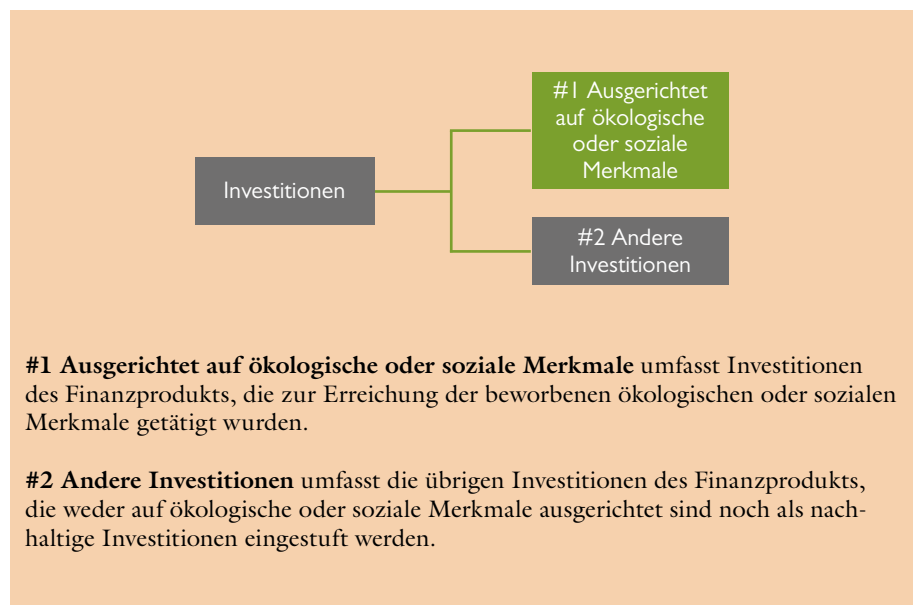 #1 Ausgerichtet
auf ökologische
oder soziale
Merkmale
Investitionen
#2 Andere
Investitionen
#1 Ausgerichtet auf ökologische oder soziale Merkmale umfasst Investitionen
des Finanzprodukts, die zur Erreichung der beworbenen ökologischen oder sozialen
Merkmale getätigt wurden.
#2 Andere Investitionen umfasst die übrigen Investitionen des Finanzprodukts,
die weder auf ökologische oder soziale Merkmale ausgerichtet sind noch als nach-
haltige Investitionen eingestuft werden.